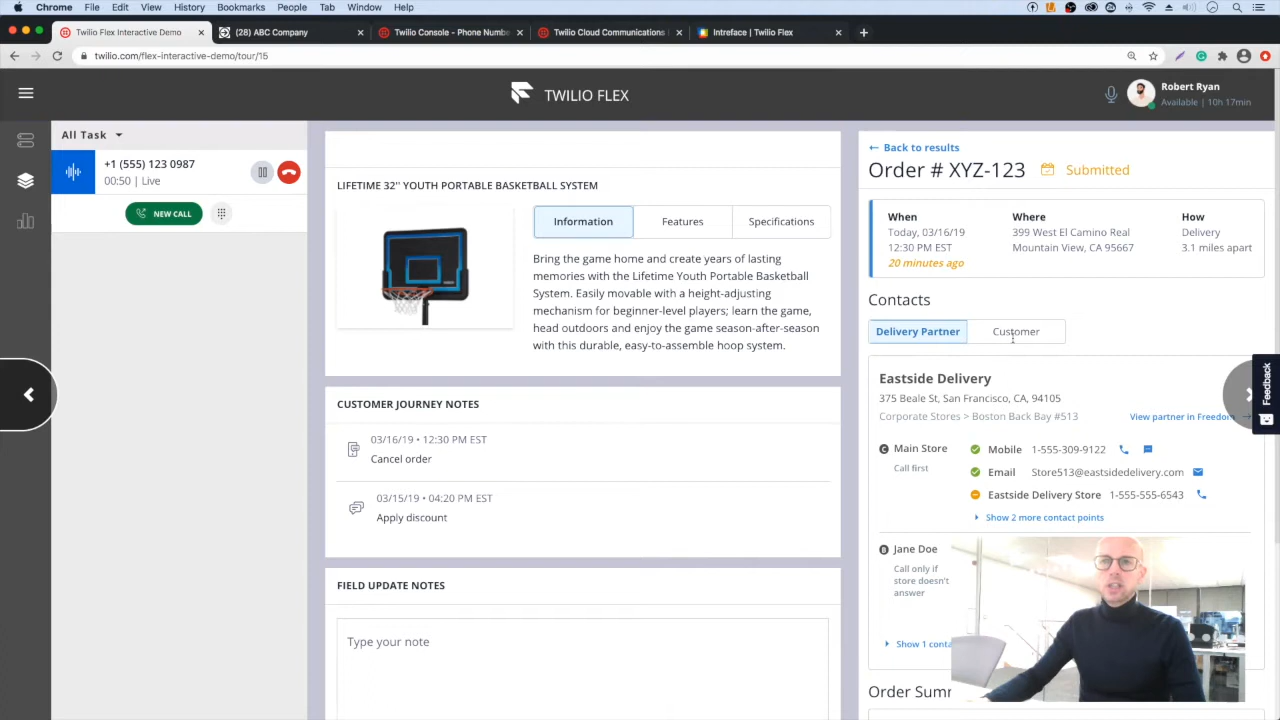 Chrome File Edit View History Bookmarks People Tab Window Help
Twilio Flex Interactive Demo
(28) ABC Company
Twilio Console - Phone Numb
Twilio Cloud Communications
Intreface | Twilio Flex
twilio.com/flex-interactive-demo/tour/15
TWILIO FLEX
Robert Ryan
Available | 10h 17min
All Task
+1 (555) 123 0987
00:50 | Live
NEW CALL
LIFETIME 32'' YOUTH PORTABLE BASKETBALL SYSTEM
Information Features Specifications
Bring the game home and create years of lasting
memories with the Lifetime Youth Portable Basketball
System. Easily movable with a height-adjusting
mechanism for beginner-level players; learn the game,
head outdoors and enjoy the game season-after-season
with this durable, easy-to-assemble hoop system.
CUSTOMER JOURNEY NOTES
03/16/19 • 12:30 PM EST
Cancel order
03/15/19 • 04:20 PM EST
Apply discount
FIELD UPDATE NOTES
Type your note
← Back to results
Order # XYZ-123 Submitted
When Where How
Today, 03/16/19 399 West El Camino Real Delivery
12:30 PM EST Mountain View, CA 95667 3.1 miles apart
20 minutes ago
Contacts
Delivery Partner Customer
Eastside Delivery
375 Beale St, San Francisco, CA, 94105
Corporate Stores > Boston Back Bay #513 View partner in Freedom
C Main Store Mobile 1-555-309-9122
Call first Email Store513@eastsidedelivery.com
Eastside Delivery Store 1-555-555-6543
Show 2 more contact points
B Jane Doe
Call only if
store doesn't
answer
Show 1 conta
Order Summ
Feedback